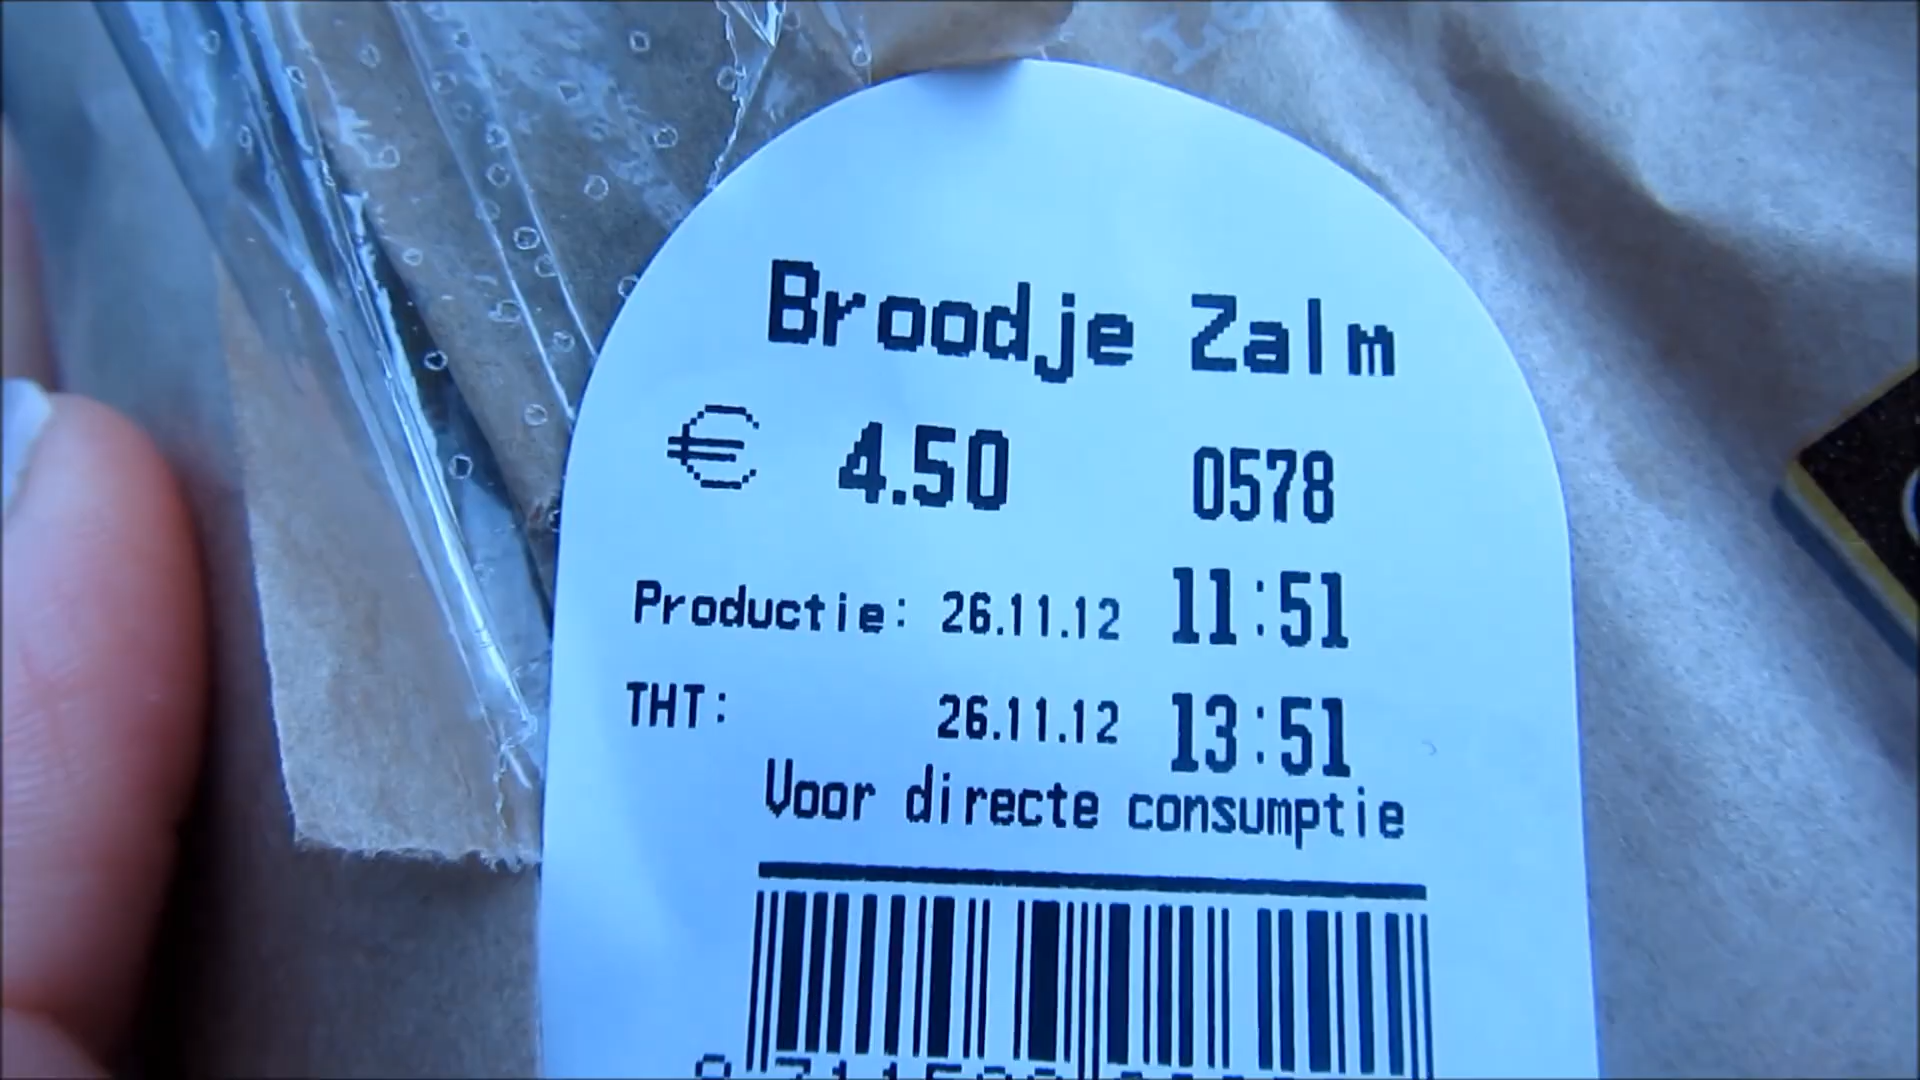 Broodje Zalm
€ 4.50 0578
Productie: 26.11.12 11:51
THT: 26.11.12 13:51
Voor directe consumptie